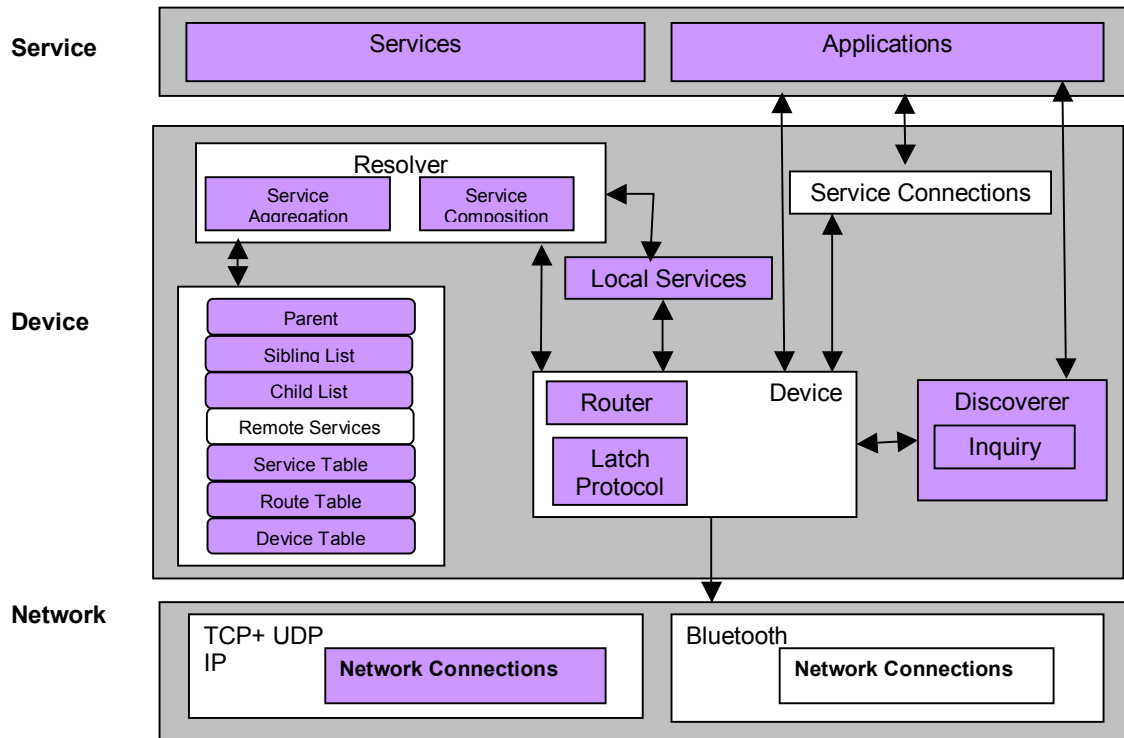 Service
Services
Applications
Device
Resolver
Service
Aggregation
Service
Composition
Service Connections
Local Services
Parent
Sibling List
Child List
Remote Services
Service Table
Route Table
Device Table
Device
Router
Latch
Protocol
Discoverer
Inquiry
Network
TCP+ UDP
IP
Network Connections
Bluetooth
Network Connections